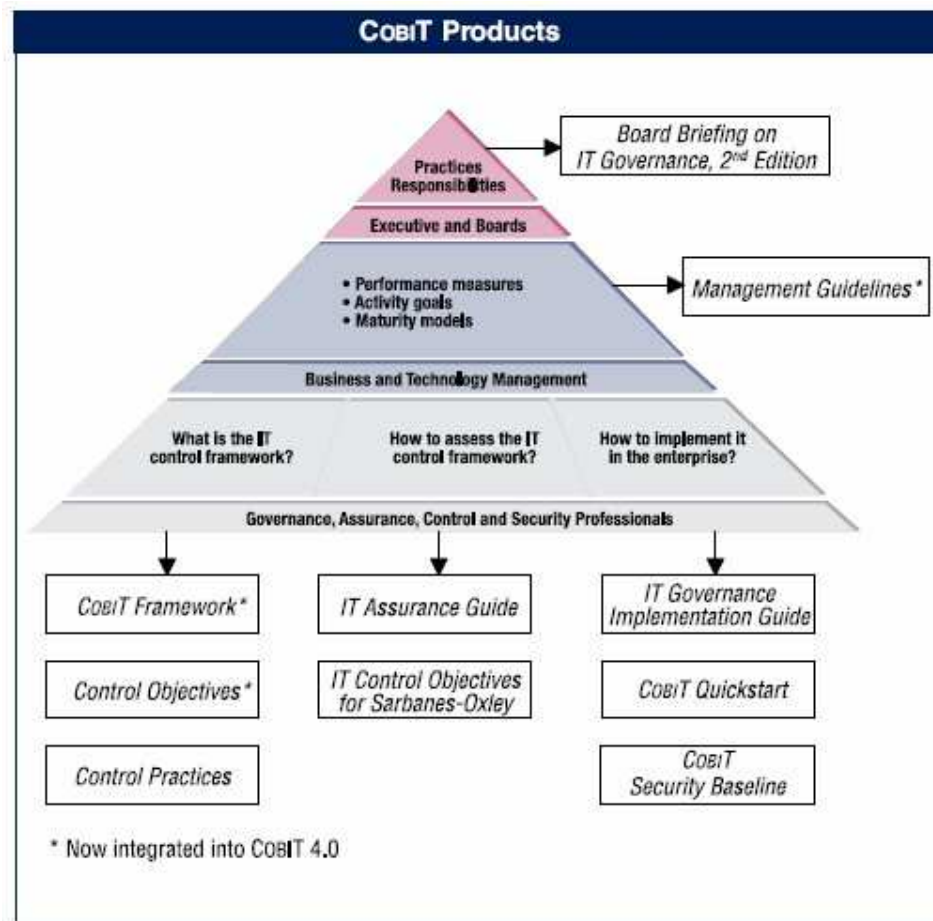 COBIT Products
Board Briefing on
IT Governance, 2nd Edition
Practices
Responsibilities
Executive and Boards
• Performance measures
• Activity goals
• Maturity models
Management Guidelines*
Business and Technology Management
What is the IT
control framework?
How to assess the IT
control framework?
How to implement it
in the enterprise?
Governance, Assurance, Control and Security Professionals
COBIT Framework*
IT Assurance Guide
IT Governance
Implementation Guide
Control Objectives*
IT Control Objectives
for Sarbanes-Oxley
COBIT Quickstart
Control Practices
COBIT
Security Baseline
* Now integrated into COBIT 4.0